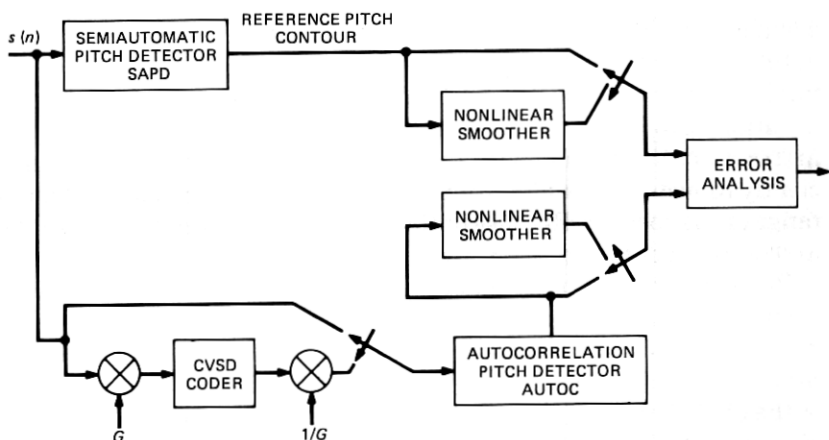 s (n)
SEMIAUTOMATIC
PITCH DETECTOR
SAPD
REFERENCE PITCH
CONTOUR
NONLINEAR
SMOOTHER
ERROR
ANALYSIS
NONLINEAR
SMOOTHER
CVSD
CODER
AUTOCORRELATION
PITCH DETECTOR
AUTOC
G
1/G